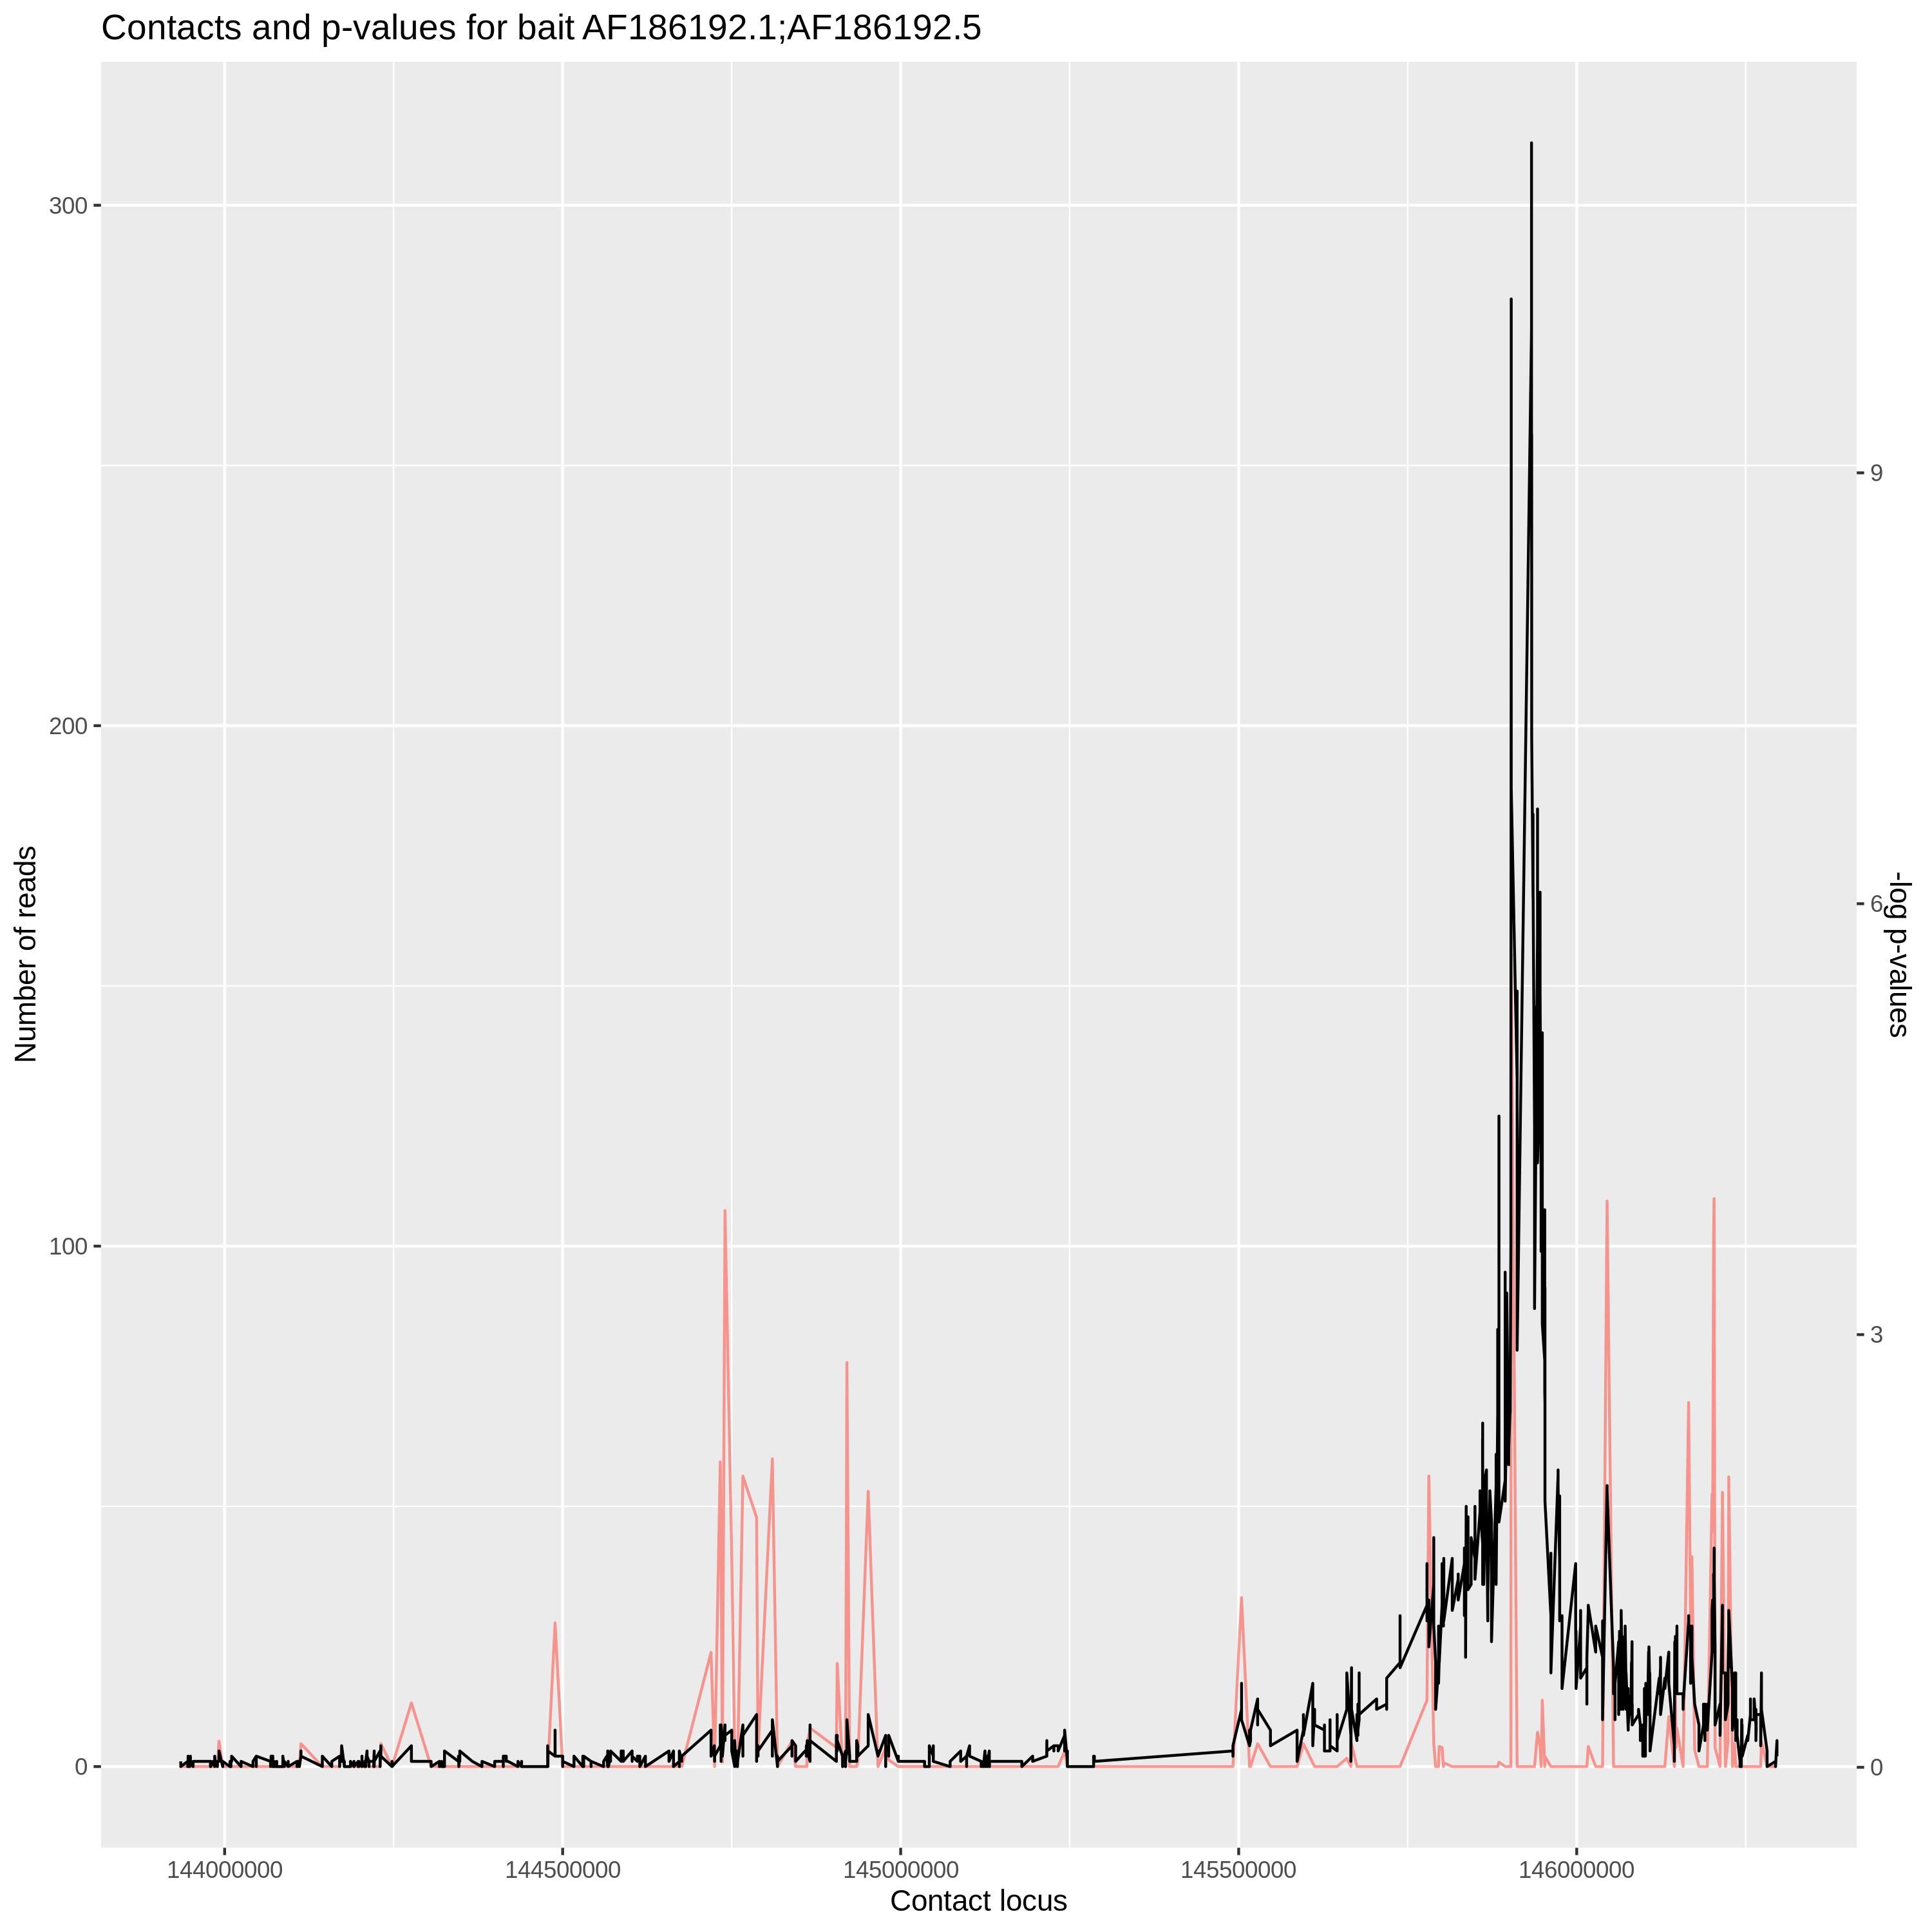 Contacts and p-values for bait AF186192.1;AF186192.5
300
200
100
0
Number of reads
9
6
3
0
-log p-values
144000000 144500000 145000000 145500000 146000000
Contact locus